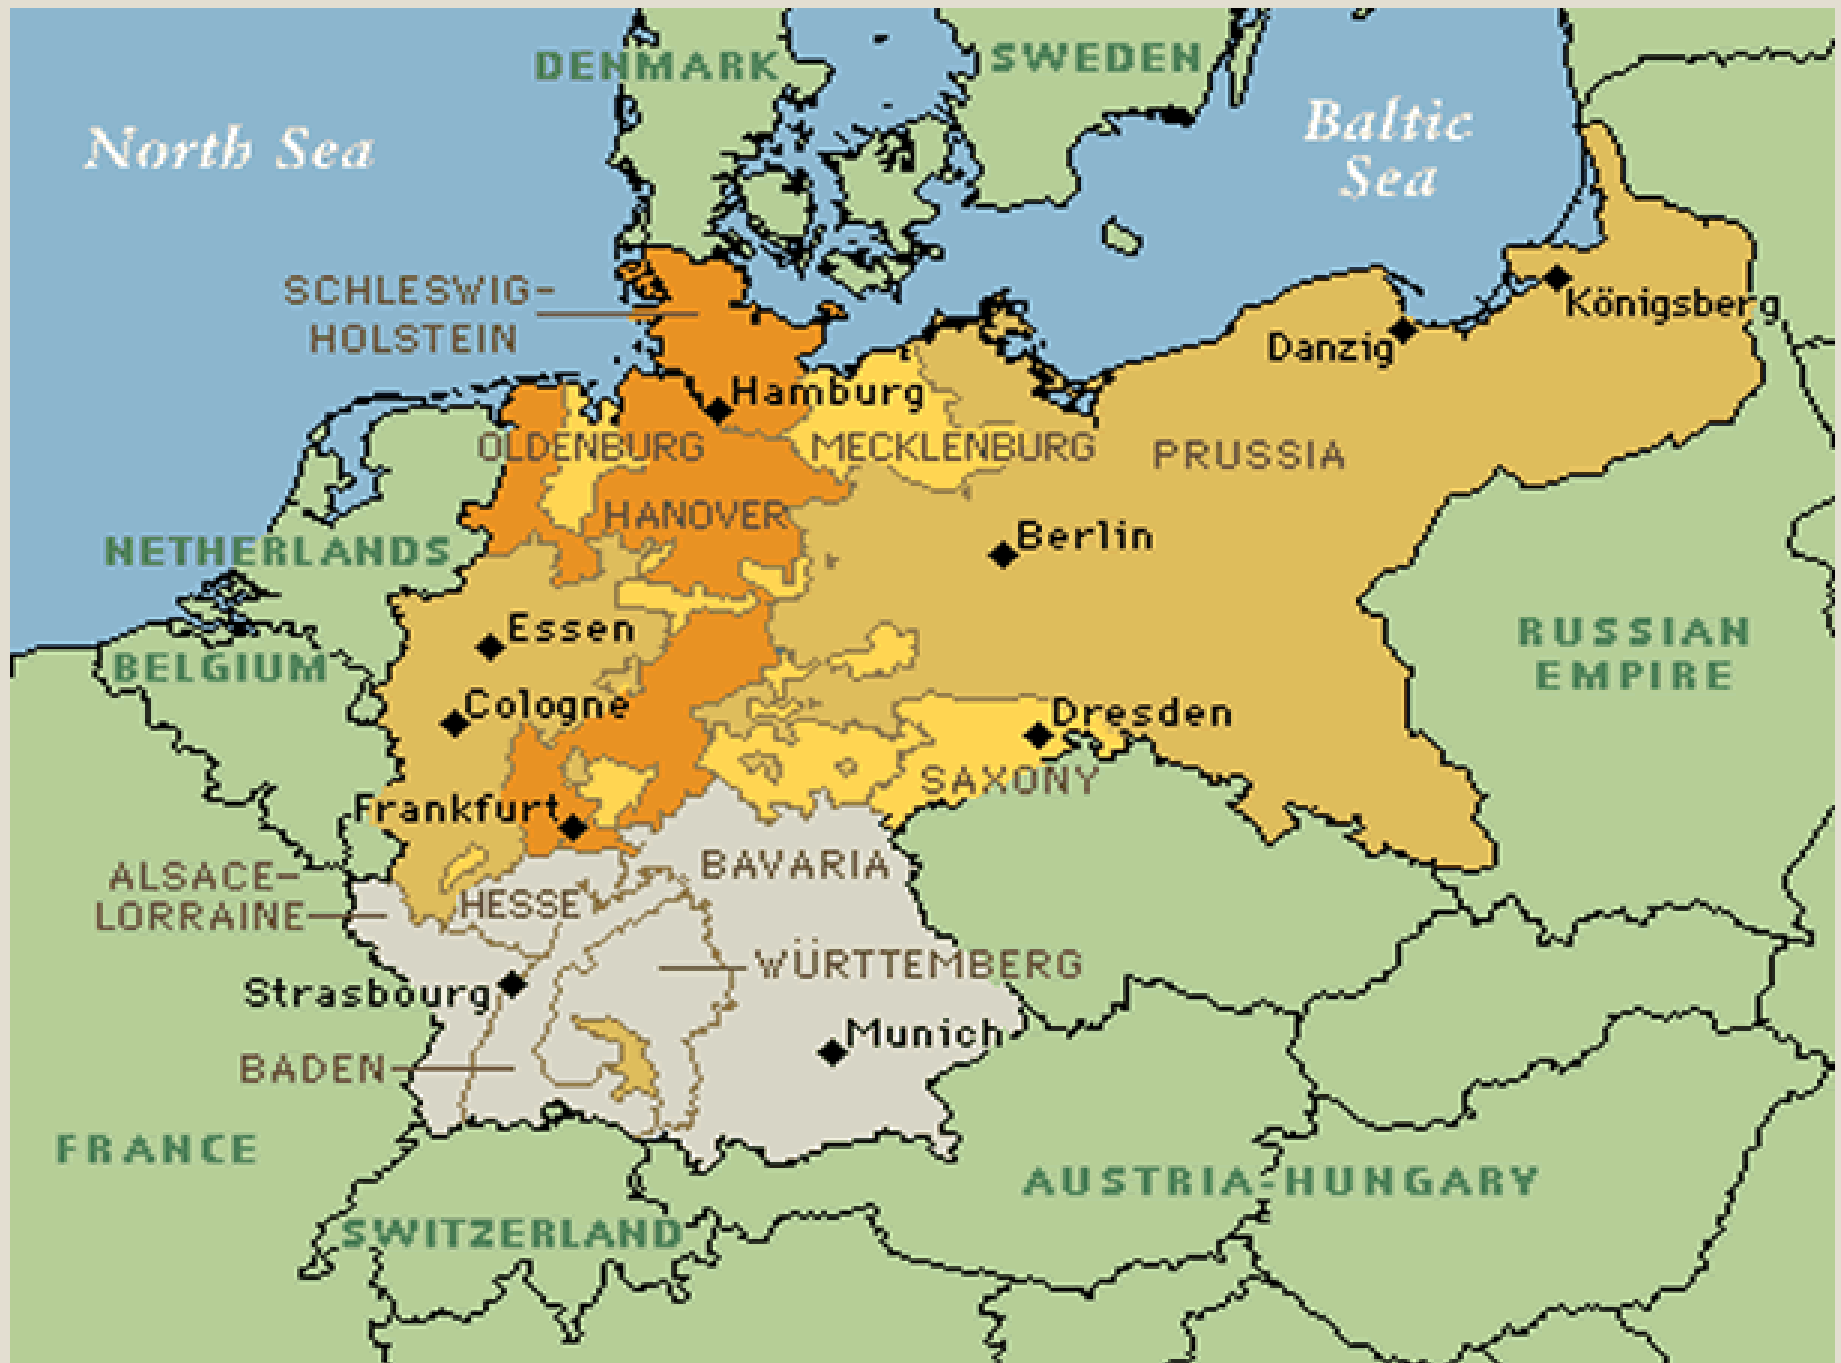 DENMARK
SWEDEN
North Sea
Baltic
Sea
SCHLESWIG-
HOLSTEIN
Königsberg
Danzig
Hamburg
OLDENBURG
MECKLENBURG
PRUSSIA
HANOVER
Berlin
NETHERLANDS
Essen
RUSSIAN
EMPIRE
BELGIUM
Cologne
Dresden
SAXONY
Frankfurt
BAVARIA
ALSACE-
LORRAINE
HESSE
WÜRTTEMBERG
Strasbourg
Munich
BADEN
FRANCE
AUSTRIA-HUNGARY
SWITZERLAND